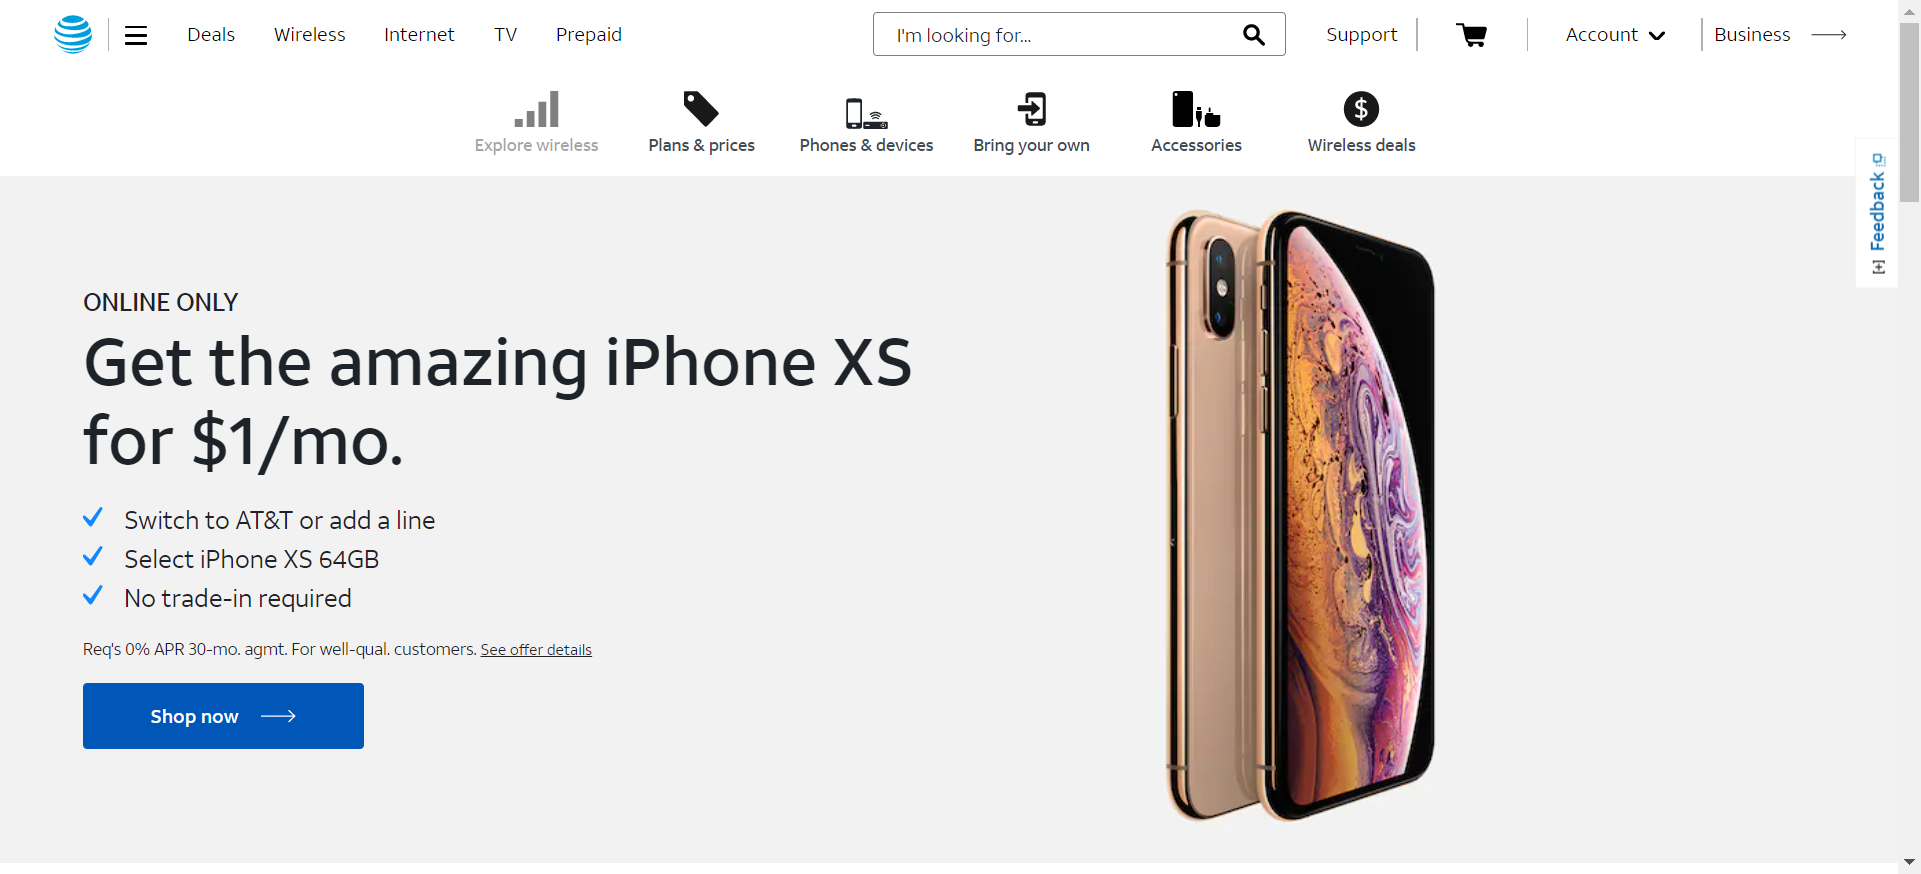 Deals Wireless Internet TV Prepaid I'm looking for... Support Account Business
Explore wireless Plans & prices Phones & devices Bring your own Accessories Wireless deals
[+] Feedback
ONLINE ONLY
Get the amazing iPhone XS
for $1/mo.
Switch to AT&T or add a line
Select iPhone XS 64GB
No trade-in required
Req's 0% APR 30-mo. agmt. For well-qual. customers. See offer details
Shop now